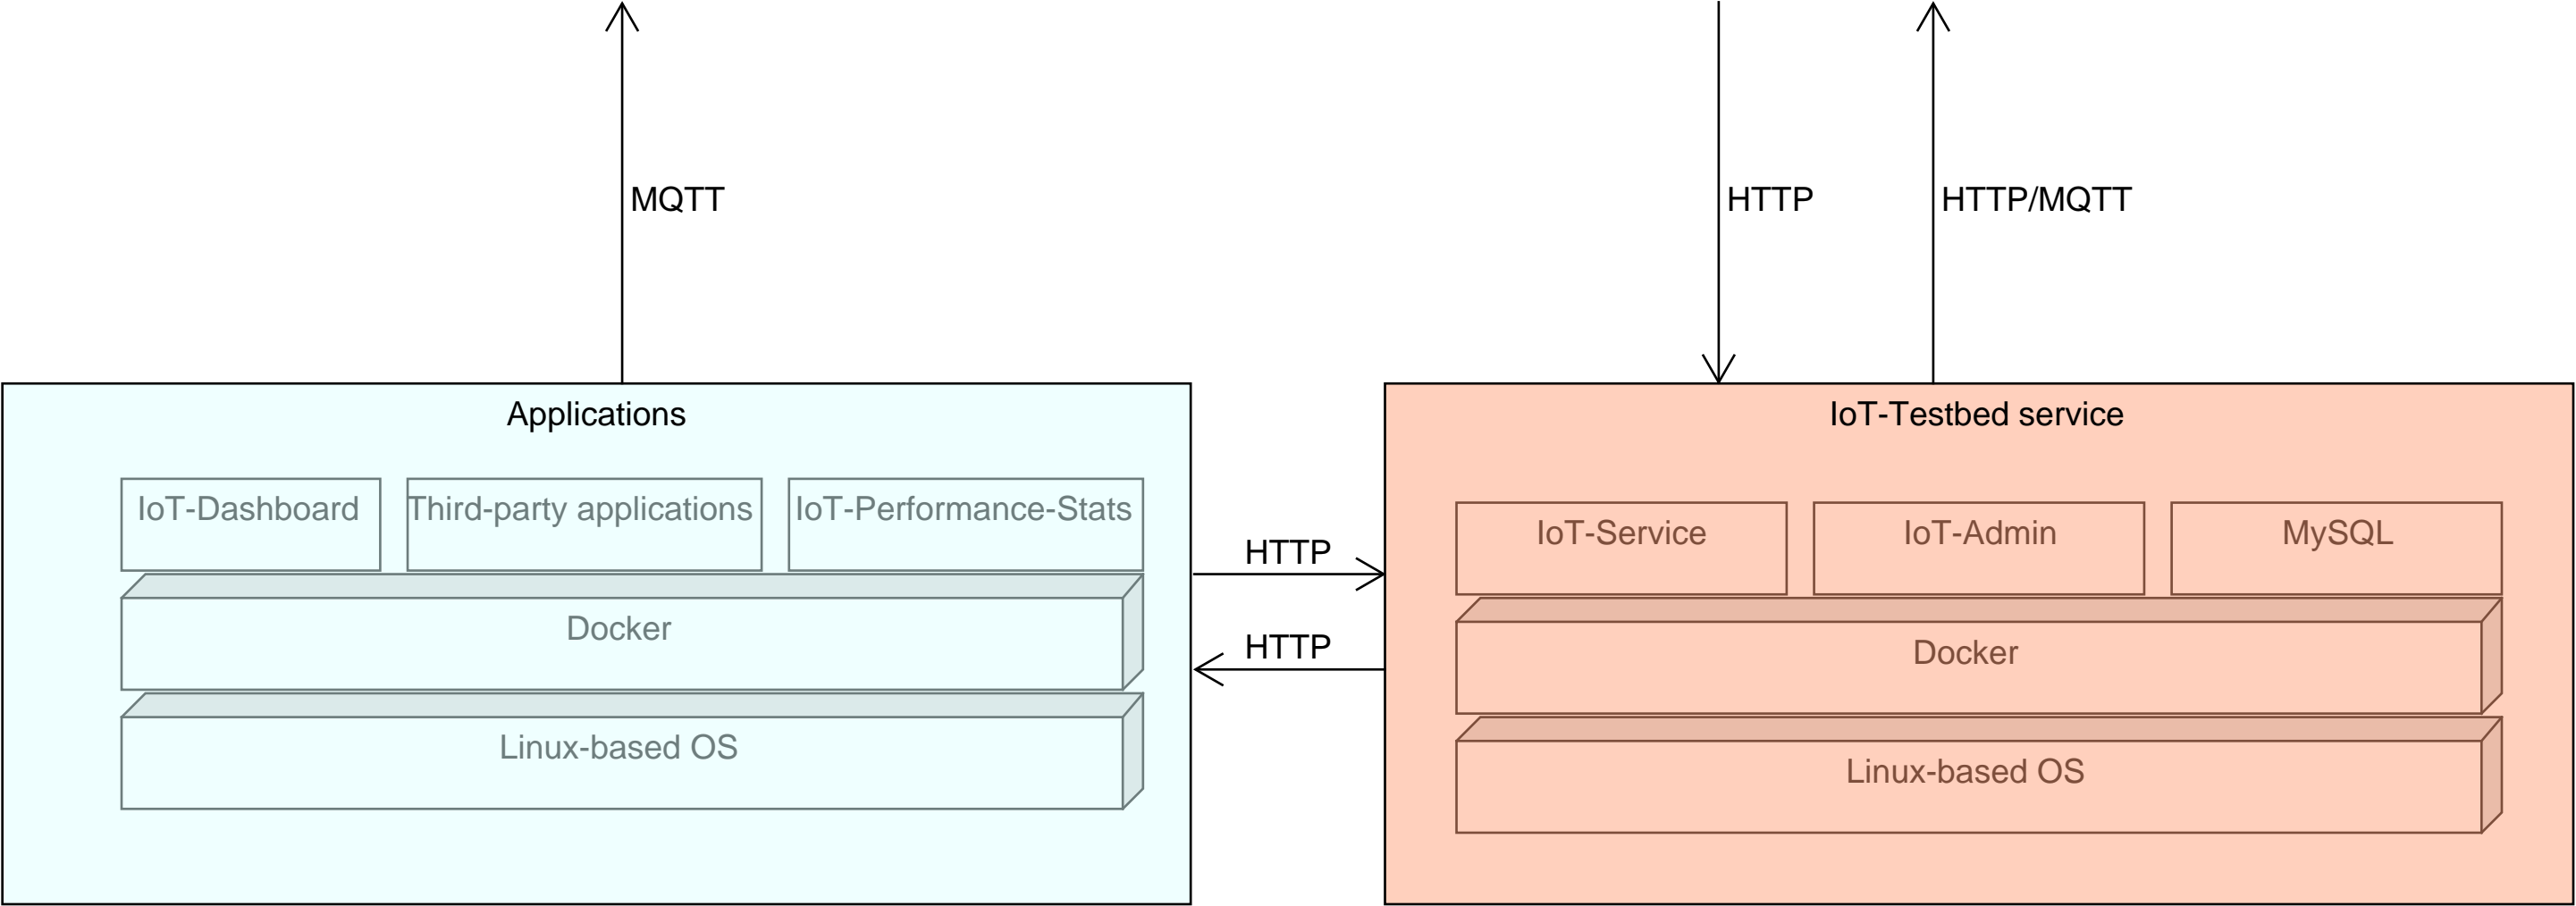 MQTT
HTTP
HTTP/MQTT
Applications
IoT-Dashboard
Third-party applications
IoT-Performance-Stats
Docker
Linux-based OS
HTTP
HTTP
IoT-Testbed service
IoT-Service
IoT-Admin
MySQL
Docker
Linux-based OS